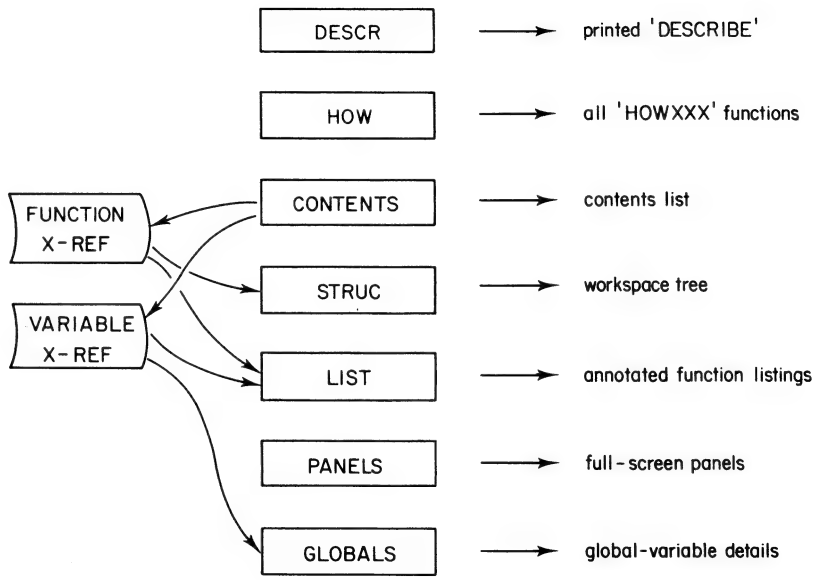 DESCR
printed 'DESCRIBE'
HOW
all 'HOWXXX' functions
FUNCTION
X-REF
CONTENTS
contents list
STRUC
workspace tree
VARIABLE
X-REF
LIST
annotated function listings
PANELS
full-screen panels
GLOBALS
global-variable details